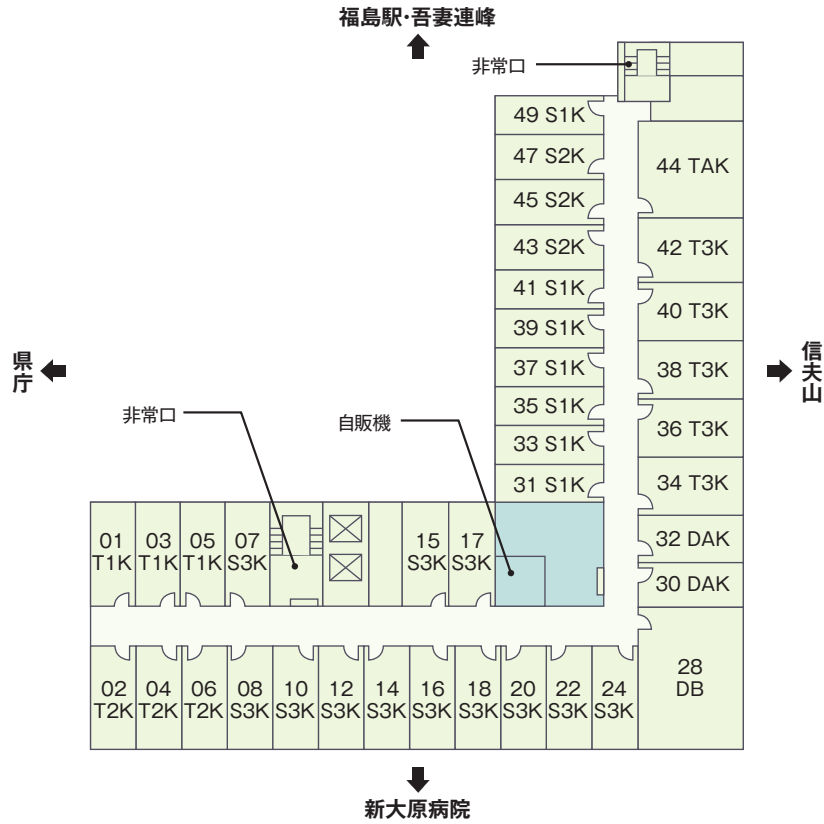 福島駅・吾妻連峰
非常口
49 S1K
47 S2K
44 TAK
45 S2K
43 S2K
42 T3K
41 S1K
40 T3K
39 S1K
県庁
信夫山
37 S1K
38 T3K
非常口
自販機
35 S1K
36 T3K
33 S1K
31 S1K
34 T3K
01
T1K
03
T1K
05
T1K
07
S3K
15
S3K
17
S3K
32 DAK
30 DAK
28
DB
02
T2K
04
T2K
06
T2K
08
S3K
10
S3K
12
S3K
14
S3K
16
S3K
18
S3K
20
S3K
22
S3K
24
S3K
新大原病院